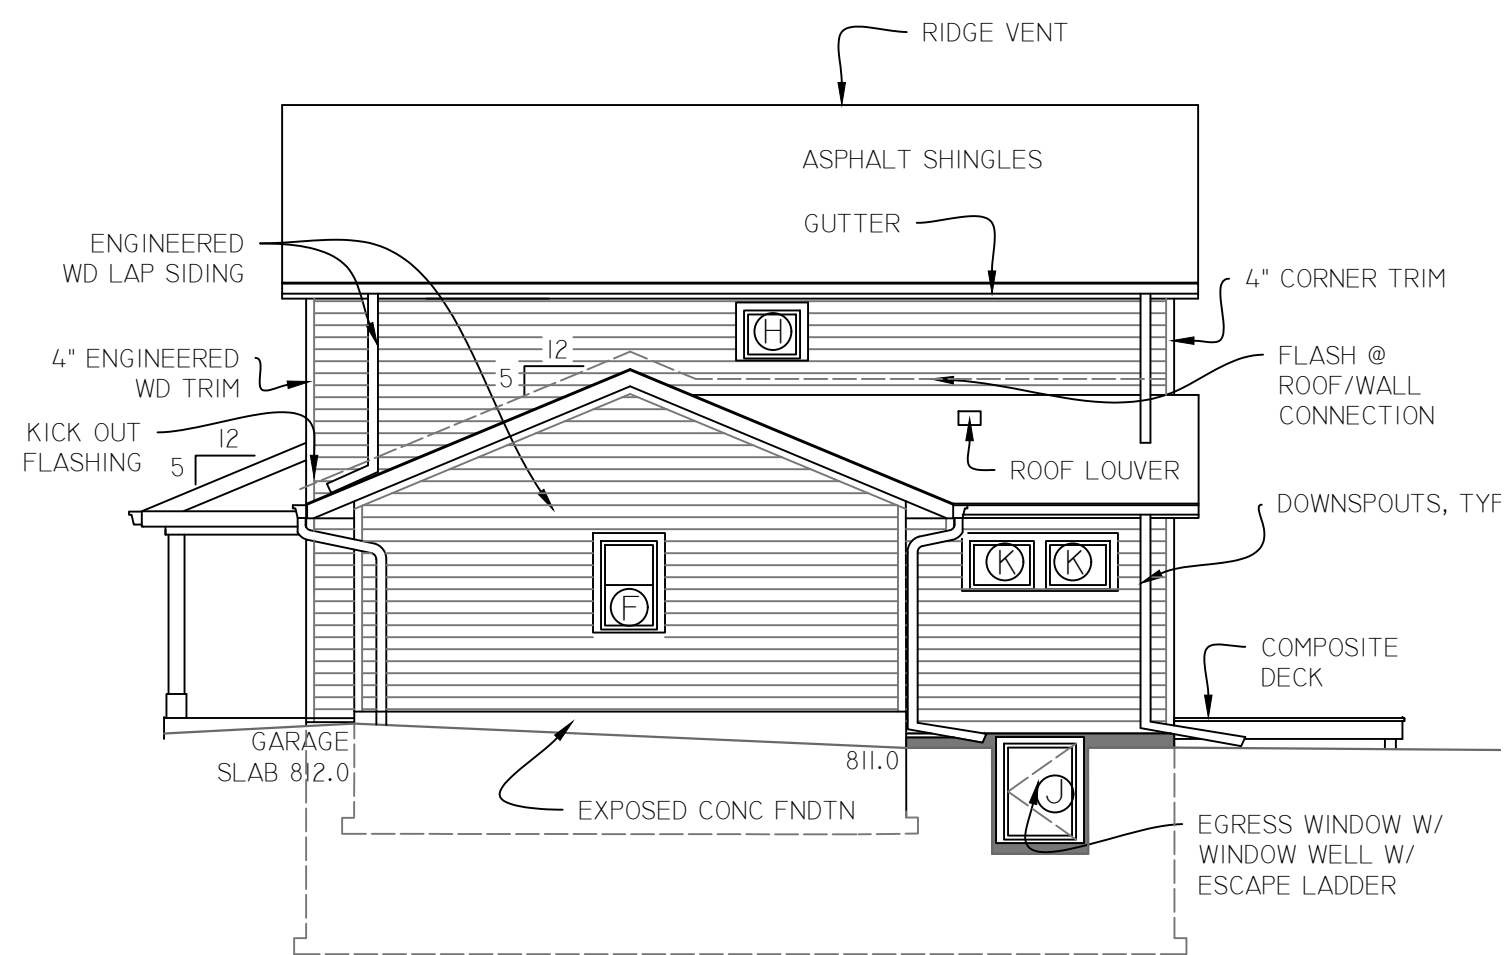 RIDGE VENT
ASPHALT SHINGLES
GUTTER
ENGINEERED
WD LAP SIDING
4" CORNER TRIM
H
12
5
4" ENGINEERED
WD TRIM
FLASH @
ROOF/WALL
CONNECTION
KICK OUT
FLASHING
12
5
ROOF LOUVER
DOWNSPOUTS, TYP
K
K
F
COMPOSITE
DECK
GARAGE
SLAB 812.0
811.0
J
EXPOSED CONC FNDTN
EGRESS WINDOW W/
WINDOW WELL W/
ESCAPE LADDER